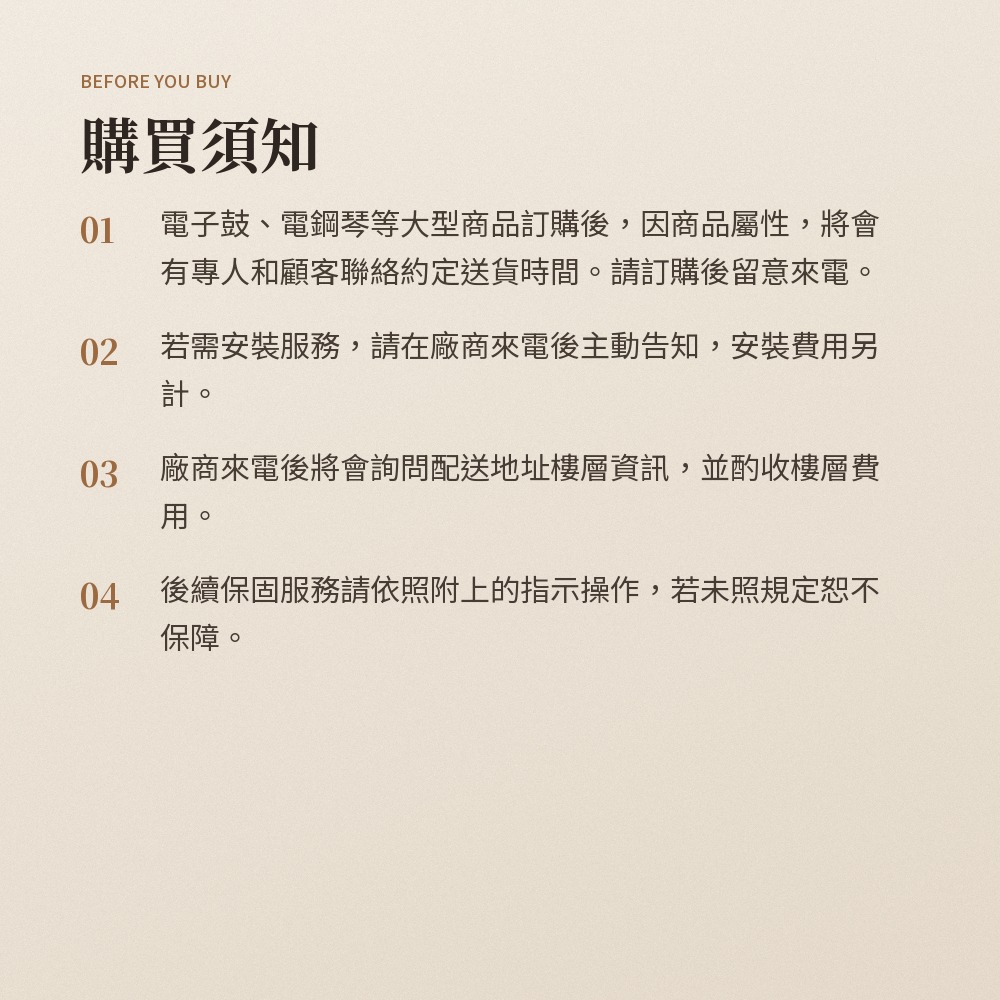 BEFORE YOU BUY
購買須知
01 電子鼓、電鋼琴等大型商品訂購後，因商品屬性，將會
有專人和顧客聯絡約定送貨時間。請訂購後留意來電。
02 若需安裝服務，請在廠商來電後主動告知，安裝費用另
計。
03 廠商來電後將會詢問配送地址樓層資訊，並酌收樓層費
用。
04 後續保固服務請依照附上的指示操作，若未照規定恕不
保障。